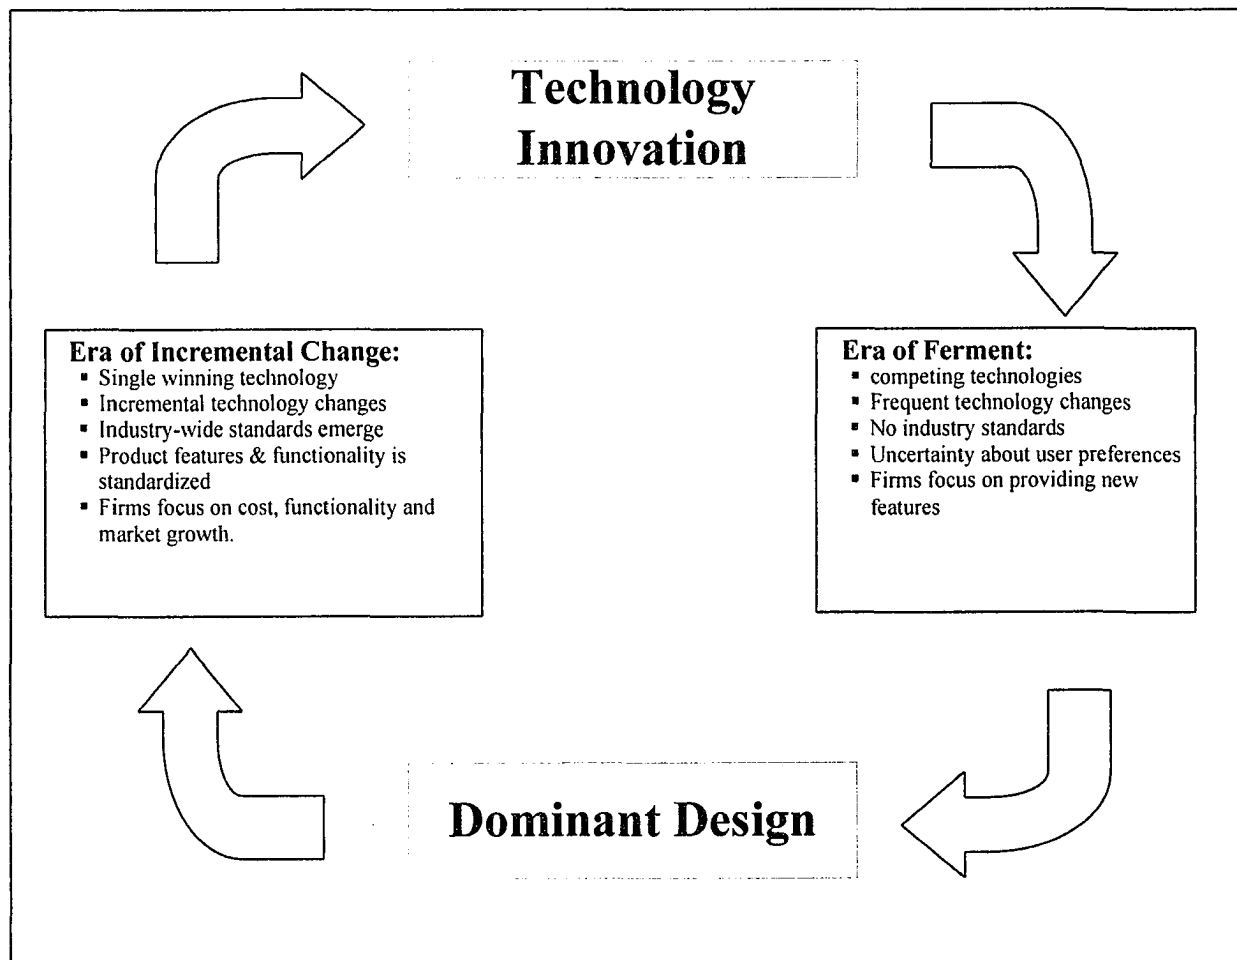 Technology
Innovation
Era of Incremental Change:
▪ Single winning technology
▪ Incremental technology changes
▪ Industry-wide standards emerge
▪ Product features & functionality is
standardized
▪ Firms focus on cost, functionality and
market growth.
Era of Ferment:
▪ competing technologies
▪ Frequent technology changes
▪ No industry standards
▪ Uncertainty about user preferences
▪ Firms focus on providing new
features
Dominant Design